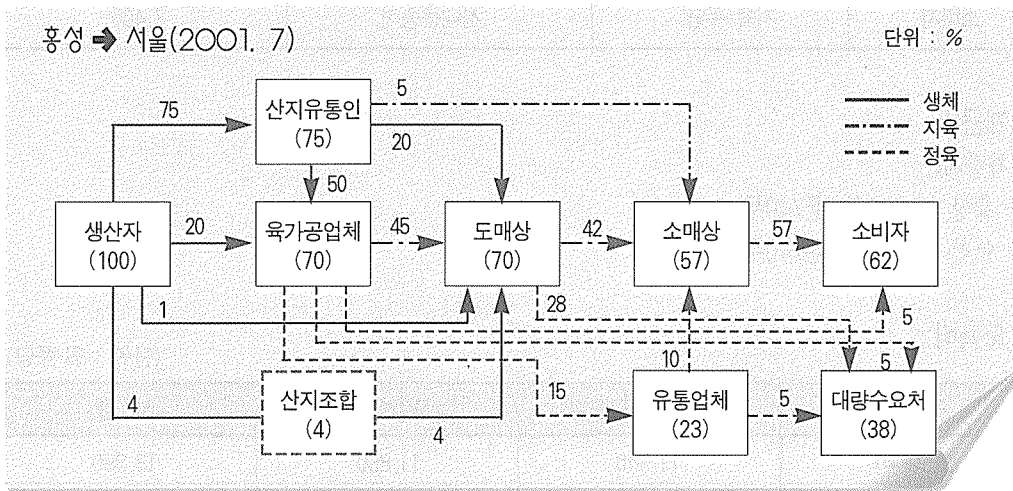 홍성 ➡ 서울(2001. 7)
단위 : %
생체
지육
정육
75
산지유통인
(75)
5
20
50
생산자
(100)
20
육가공업체
(70)
45
도매상
(70)
42
소매상
(57)
57
소비자
(62)
1
28
5
4
산지조합
(4)
4
15
10
유통업체
(23)
5
5
대량수요처
(38)